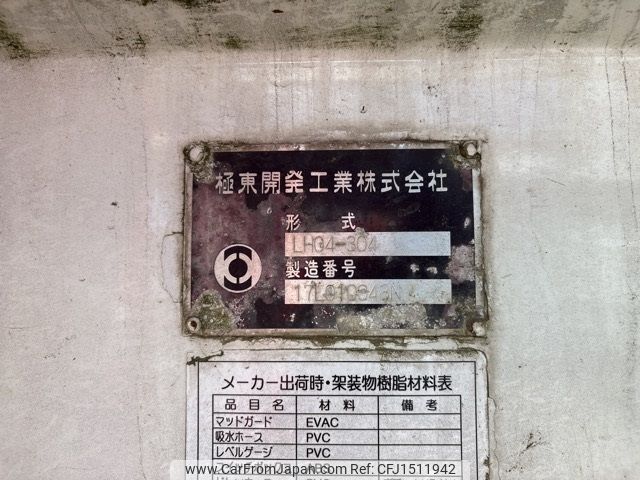 極東開発工業株式会社
形式
LH04-304
製造番号
メーカー出荷時・架装物樹脂材料表
品目名 材料 備考
マッドガード EVAC
吸水ホース PVC
レベルゲージ PVC
ABS
www.CarFromJapan.com Ref CFJ1511942